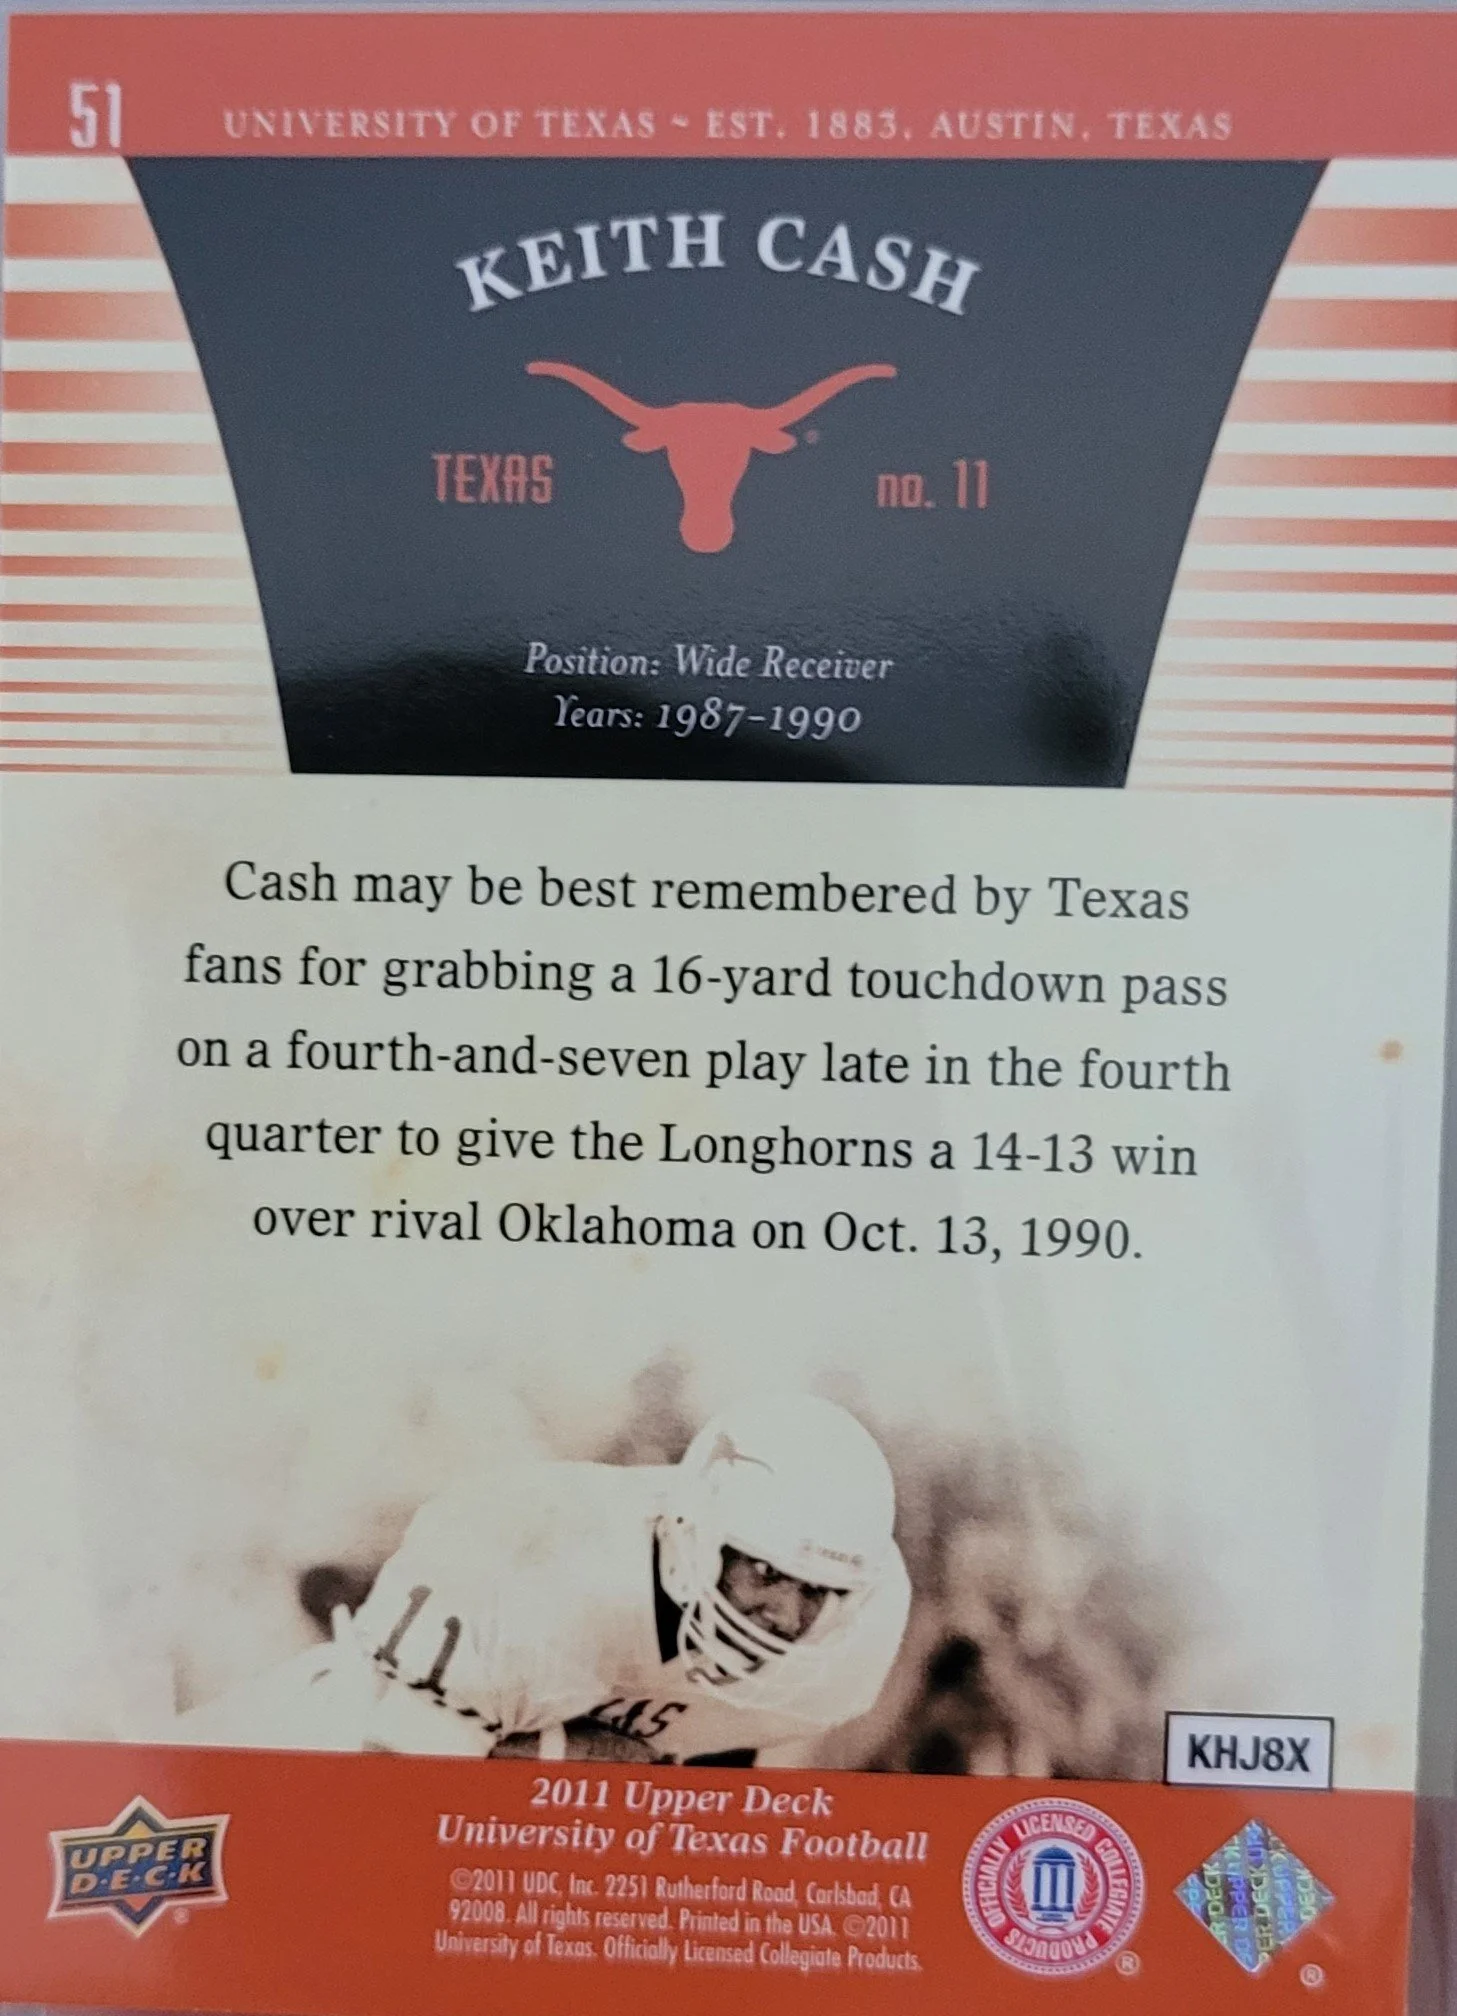 51
UNIVERSITY OF TEXAS ~ EST. 1883, AUSTIN, TEXAS
KEITH CASH
TEXAS
no. 11
Position: Wide Receiver
Years: 1987-1990
Cash may be best remembered by Texas
fans for grabbing a 16-yard touchdown pass
on a fourth-and-seven play late in the fourth
quarter to give the Longhorns a 14-13 win
over rival Oklahoma on Oct. 13, 1990.
11
KHJ8X
2011 Upper Deck
University of Texas Football
©2011 UDC, Inc. 2251 Rutherford Road, Carlsbad, CA
92008. All rights reserved. Printed in the USA. ©2011
University of Texas. Officially Licensed Collegiate Products.
UPPER
D·E·C·K
®
OFFICIALLY LICENSED COLLEGIATE PRODUCTS
®
UPPER DECK
®